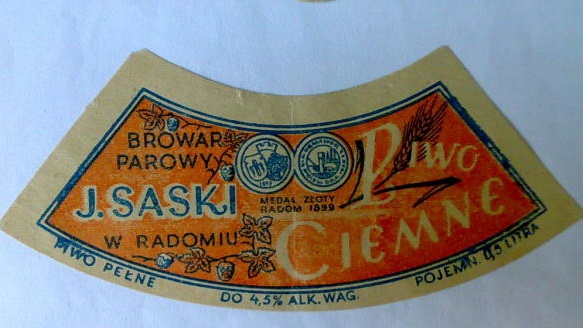 BROWAR
PAROWY
J. SASKI
W RADOMIU
MEDAL ZŁOTY
RADOM 1899
PIWO
CIEMNE
PIWO PEŁNE
DO 4,5% ALK. WAG.
POJEMN. 0,5 LITRA